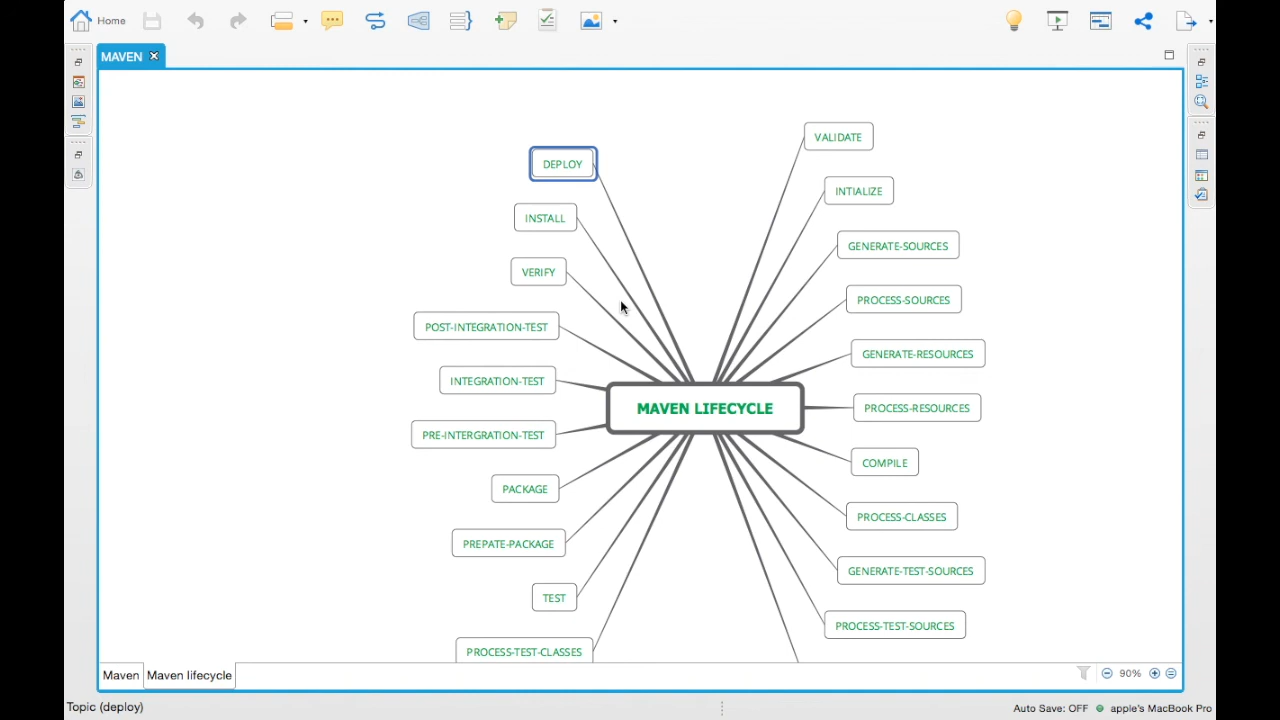 Home
MAVEN
DEPLOY
INSTALL
VERIFY
POST-INTEGRATION-TEST
INTEGRATION-TEST
PRE-INTERGRATION-TEST
PACKAGE
PREPATE-PACKAGE
TEST
PROCESS-TEST-CLASSES
MAVEN LIFECYCLE
VALIDATE
INTIALIZE
GENERATE-SOURCES
PROCESS-SOURCES
GENERATE-RESOURCES
PROCESS-RESOURCES
COMPILE
PROCESS-CLASSES
GENERATE-TEST-SOURCES
PROCESS-TEST-SOURCES
Maven Maven lifecycle
90%
Topic (deploy)
Auto Save: OFF apple's MacBook Pro